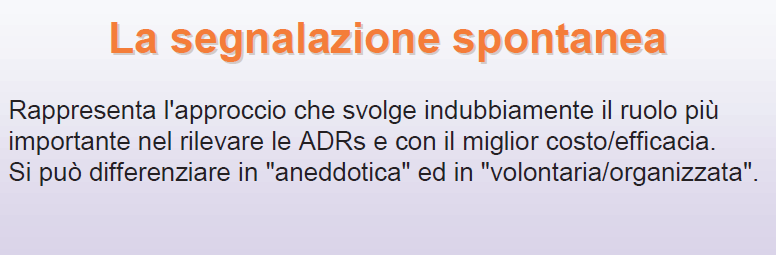 La segnalazione spontanea
Rappresenta l'approccio che svolge indubbiamente il ruolo più
importante nel rilevare le ADRs e con il miglior costo/efficacia.
Si può differenziare in "aneddotica" ed in "volontaria/organizzata".